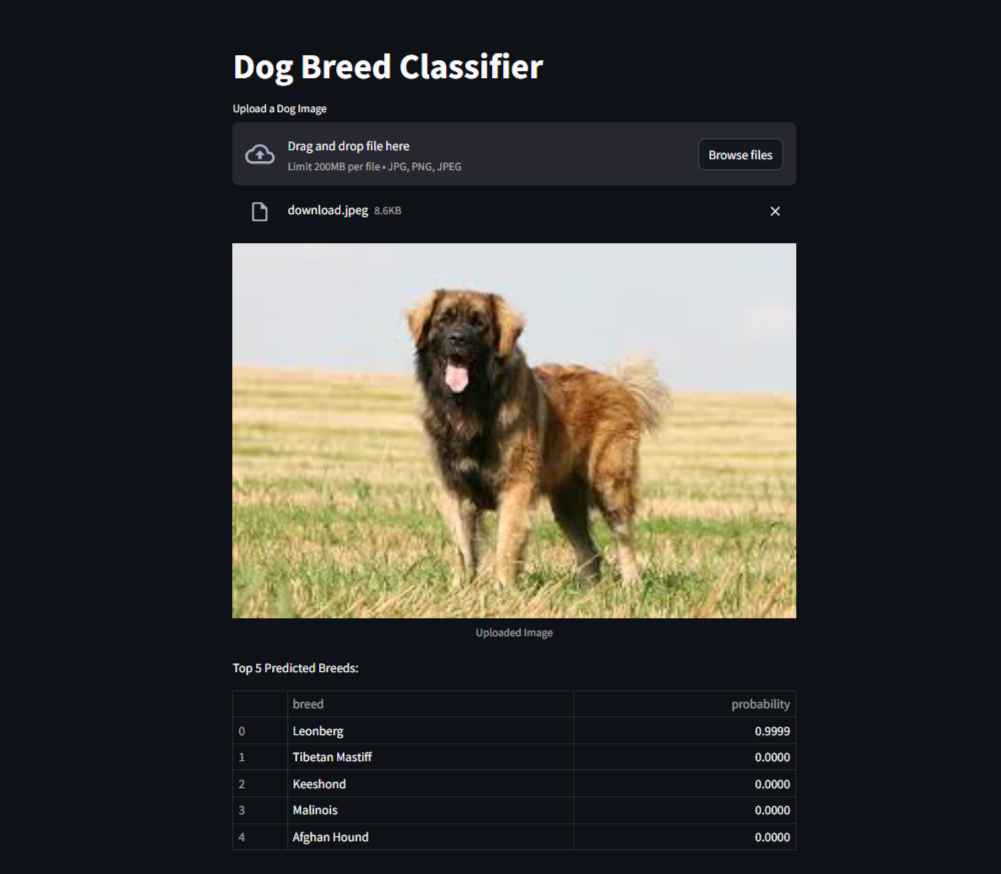 Dog Breed Classifier
Upload a Dog Image
Drag and drop file here
Limit 200MB per file • JPG, PNG, JPEG
Browse files
download.jpeg 8.6KB
Uploaded Image
Top 5 Predicted Breeds:
breed probability
0 Leonberg 0.9999
1 Tibetan Mastiff 0.0000
2 Keeshond 0.0000
3 Malinois 0.0000
4 Afghan Hound 0.0000